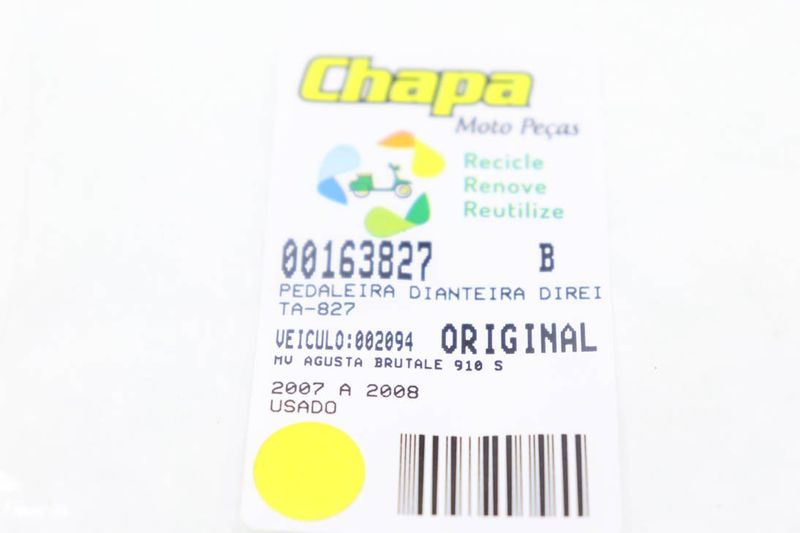 Chapa
Moto Peças
Recicle
Renove
Reutilize
00163827 B
PEDALEIRA DIANTEIRA DIREI
TA-827
VEICULO:002094 ORIGINAL
MV AGUSTA BRUTALE 910 S
2007 A 2008
USADO